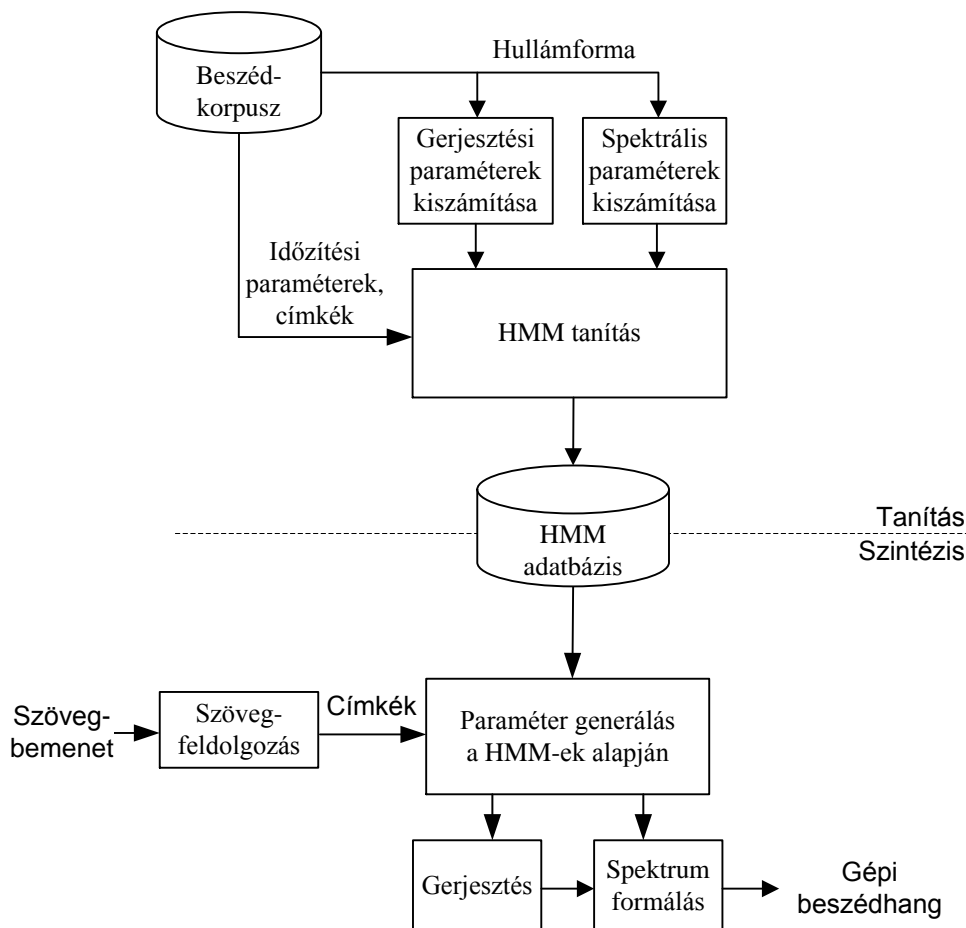 Hullámforma
Beszéd-
korpusz
Gerjesztési
paraméterek
kiszámítása
Spektrális
paraméterek
kiszámítása
Időzítési
paraméterek,
címkék
HMM tanítás
HMM
adatbázis
Tanítás
Szintézis
Szöveg-
bemenet
Szöveg-
feldolgozás
Címkék
Paraméter generálás
a HMM-ek alapján
Gerjesztés
Spektrum
formálás
Gépi
beszédhang